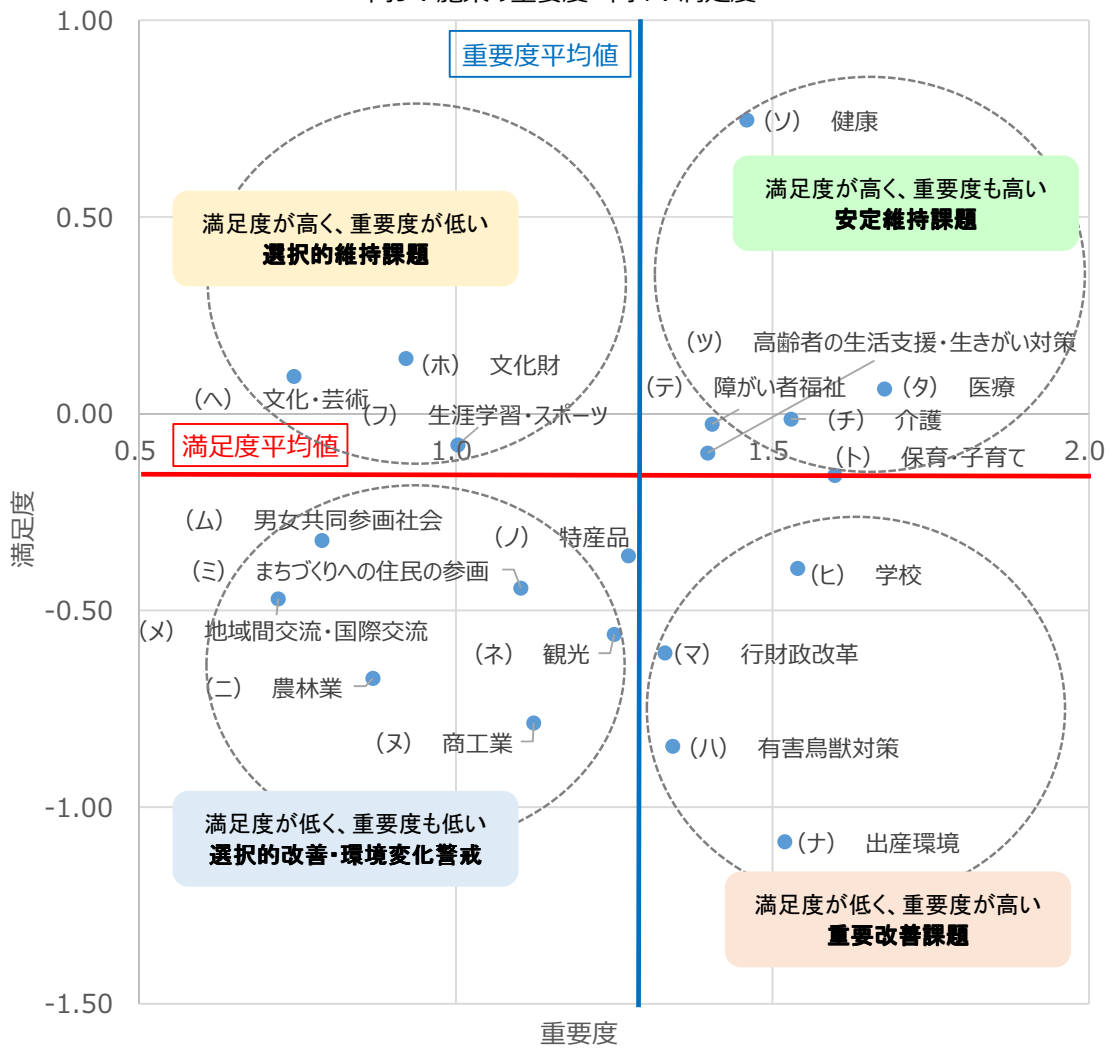 1.00
重要度平均値
(ソ) 健康
満足度が高く、重要度も高い
安定維持課題
満足度が高く、重要度が低い
選択的維持課題
0.50
(ツ) 高齢者の生活支援・生きがい対策
(ホ) 文化財
(テ) 障がい者福祉
(タ) 医療
(ヘ) 文化・芸術
(フ) 生涯学習・スポーツ
(チ) 介護
0.00
0.5
満足度平均値
1.0
1.5
2.0
(ト) 保育・子育て
満足度
(ム) 男女共同参画社会
(ノ) 特産品
(ミ) まちづくりへの住民の参画
(ヒ) 学校
-0.50
(メ) 地域間交流・国際交流
(ネ) 観光
(マ) 行財政改革
(ニ) 農林業
(ヌ) 商工業
(ハ) 有害鳥獣対策
-1.00
満足度が低く、重要度も低い
選択的改善・環境変化警戒
(ナ) 出産環境
満足度が低く、重要度が高い
重要改善課題
-1.50
重要度